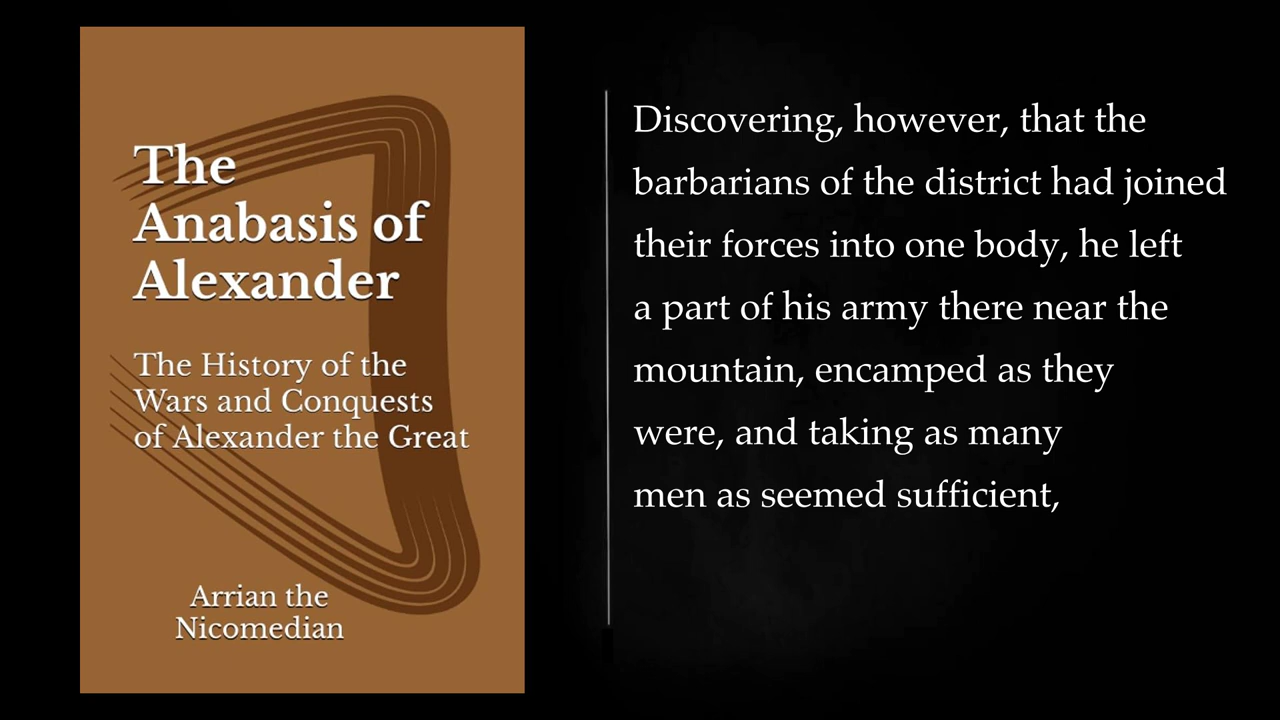 The
Anabasis of
Alexander
The History of the
Wars and Conquests
of Alexander the Great
Arrian the
Nicomedian
Discovering, however, that the
barbarians of the district had joined
their forces into one body, he left
a part of his army there near the
mountain, encamped as they
were, and taking as many
men as seemed sufficient,